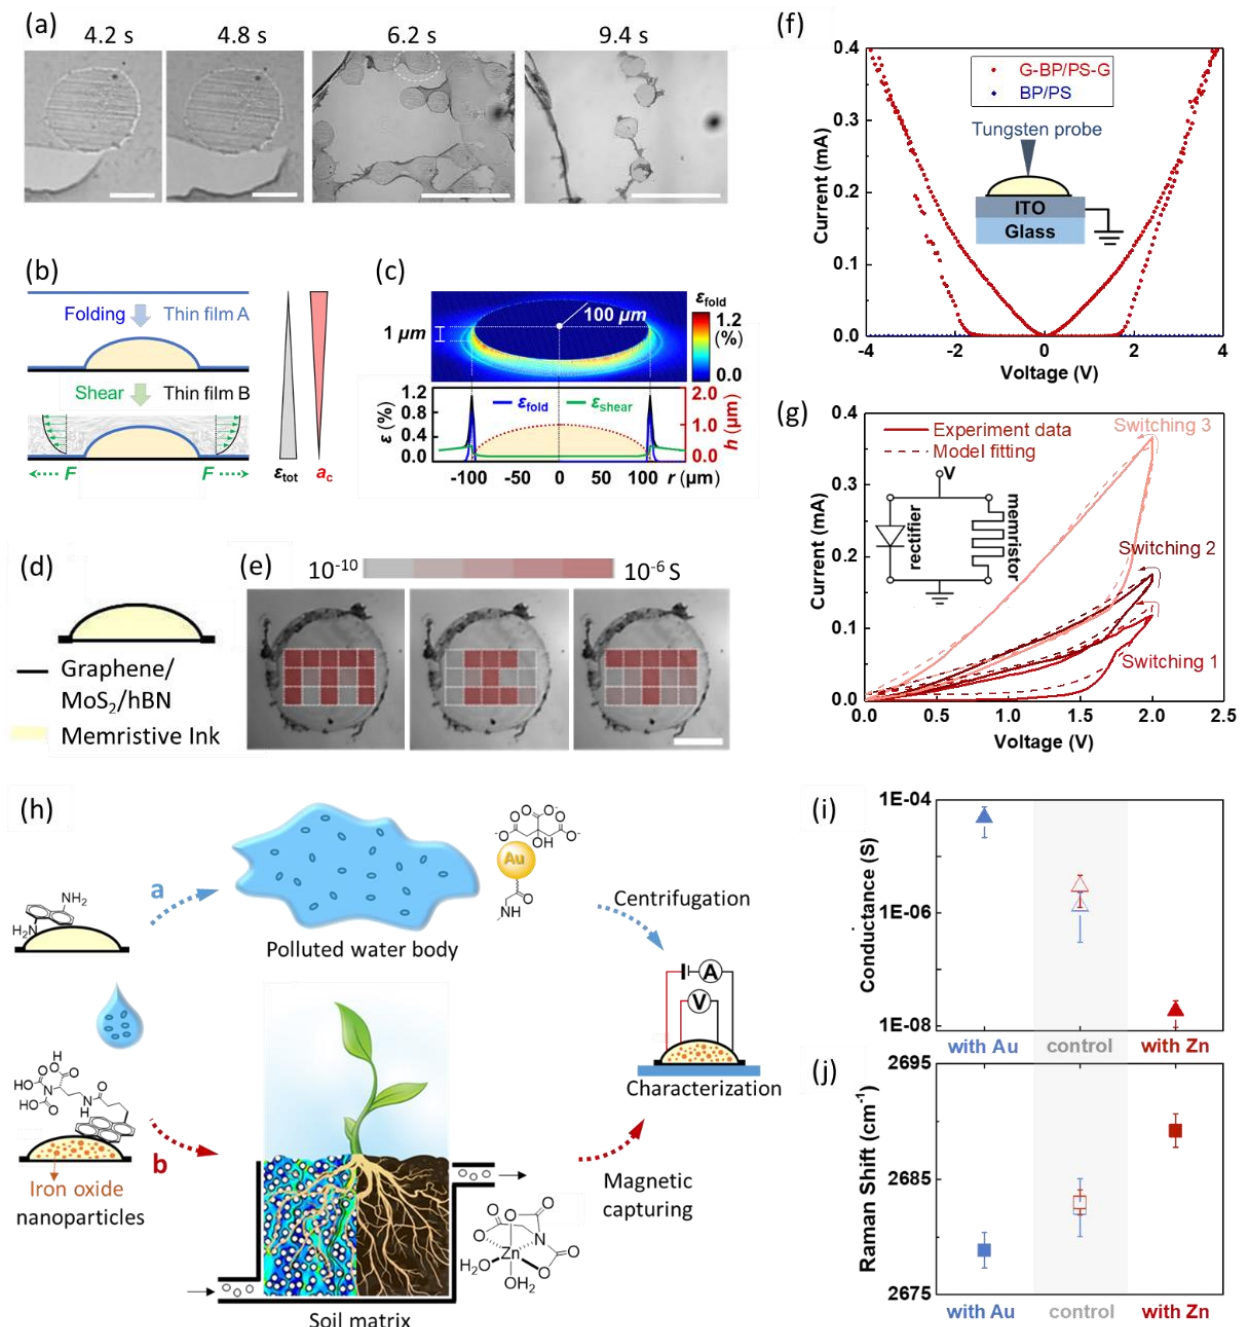 (a)
4.2 s
4.8 s
6.2 s
9.4 s
(b)
Folding
Thin film A
Shear
Thin film B
F
F
εtot
ac
(c)
εfold
100 µm
1.2
(%)
0.0
1 µm
1.2
0.8
0.4
0.0
ε (%)
εfold
εshear
2.0
1.0
0.0
h (µm)
-100
-50
0
50
100
r (µm)
(d)
Graphene/
MoS2/hBN
Memristive Ink
(e)
10-10
10-6 S
(f)
0.4
0.3
0.2
0.1
0.0
Current (mA)
G-BP/PS-G
BP/PS
Tungsten probe
ITO
Glass
-4
-2
0
2
4
Voltage (V)
(g)
0.4
0.3
0.2
0.1
0.0
Current (mA)
Experiment data
Model fitting
Switching 3
V
rectifier
memristor
Switching 2
Switching 1
0.0
0.5
1.0
1.5
2.0
2.5
Voltage (V)
(h)
NH2
H2N
a
Polluted water body
O
O-
O
-O
O
O-
OH
Au
O
NH
Centrifugation
A
V
Characterization
H
O
O
HO
O
N
HO
O
N
H
O
b
Iron oxide
nanoparticles
Magnetic
capturing
Soil matrix
O
O
O
O
N
Zn
O
O
H2O
OH2
(i)
1E-04
1E-06
1E-08
Conductance (S)
with Au
control
with Zn
(j)
2695
2685
2675
Raman Shift (cm-1)
with Au
control
with Zn